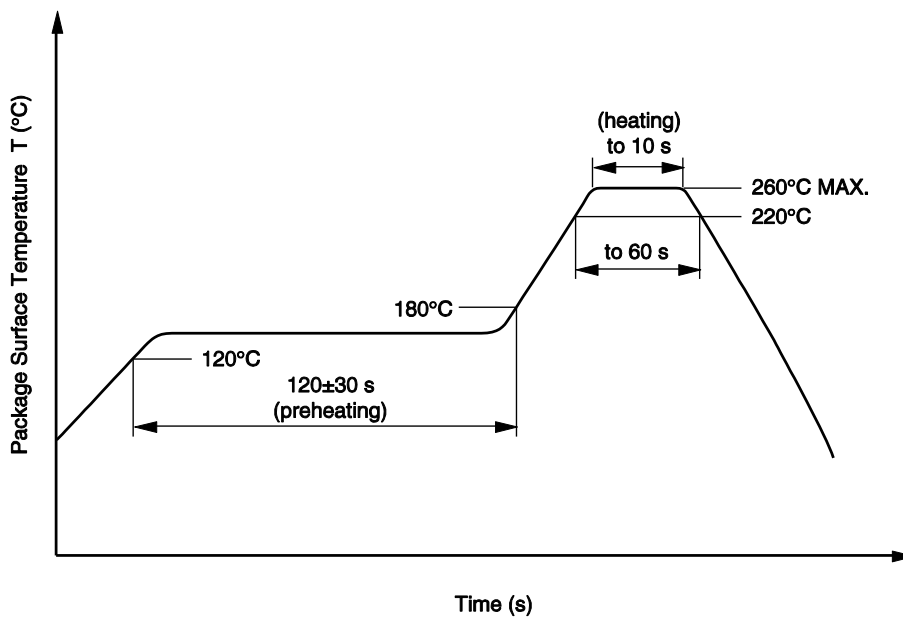 Package Surface Temperature T (°C)
(heating)
to 10 s
260°C MAX.
220°C
to 60 s
180°C
120°C
120±30 s
(preheating)
Time (s)